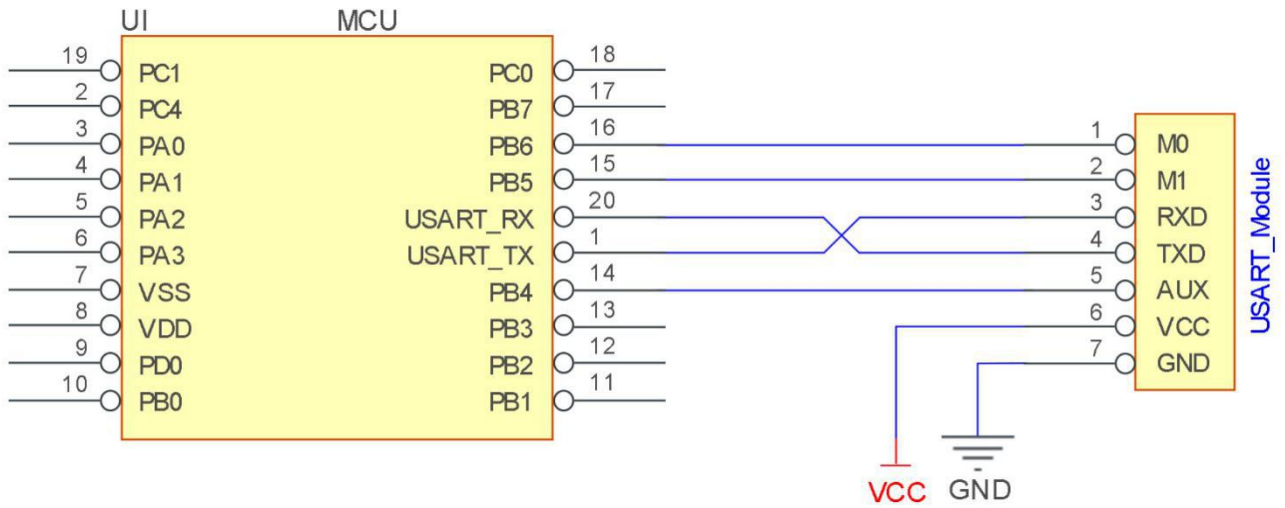 UI MCU
19 PC1 PC0 18
2 PC4 PB7 17
3 PA0 PB6 16 1 M0
4 PA1 PB5 15 2 M1
5 PA2 USART_RX 20 3 RXD
6 PA3 USART_TX 1 4 TXD
7 VSS PB4 14 5 AUX
8 VDD PB3 13 6 VCC
9 PD0 PB2 12 7 GND
10 PB0 PB1 11
USART_Module
VCC GND